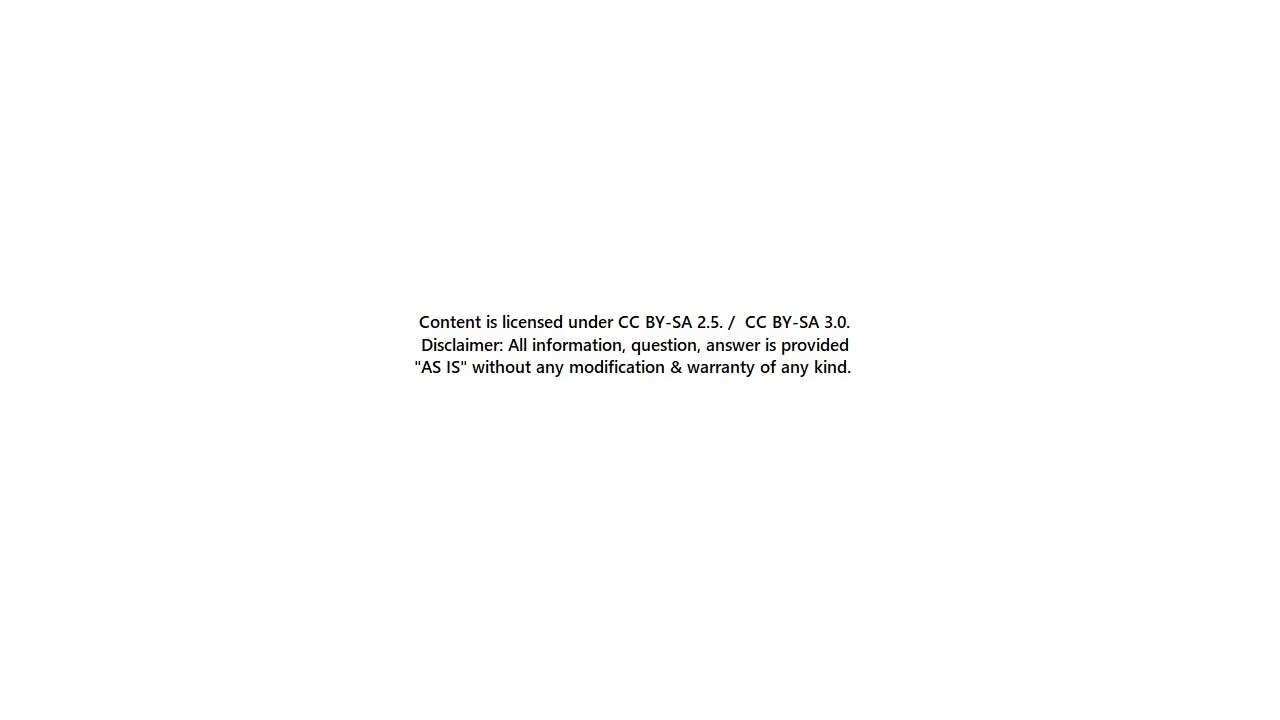 Content is licensed under CC BY-SA 2.5. /  CC BY-SA 3.0.
Disclaimer: All information, question, answer is provided
"AS IS" without any modification & warranty of any kind.